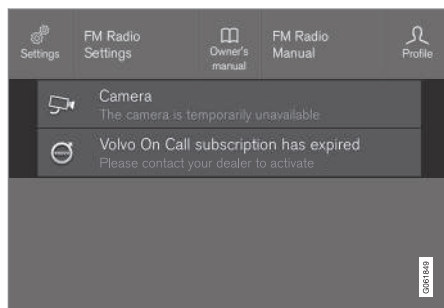 FM Radio
Settings
Settings
Owner's
manual
FM Radio
Manual
Profile
Camera
The camera is temporarily unavailable
Volvo On Call subscription has expired
Please contact your dealer to activate
G061849